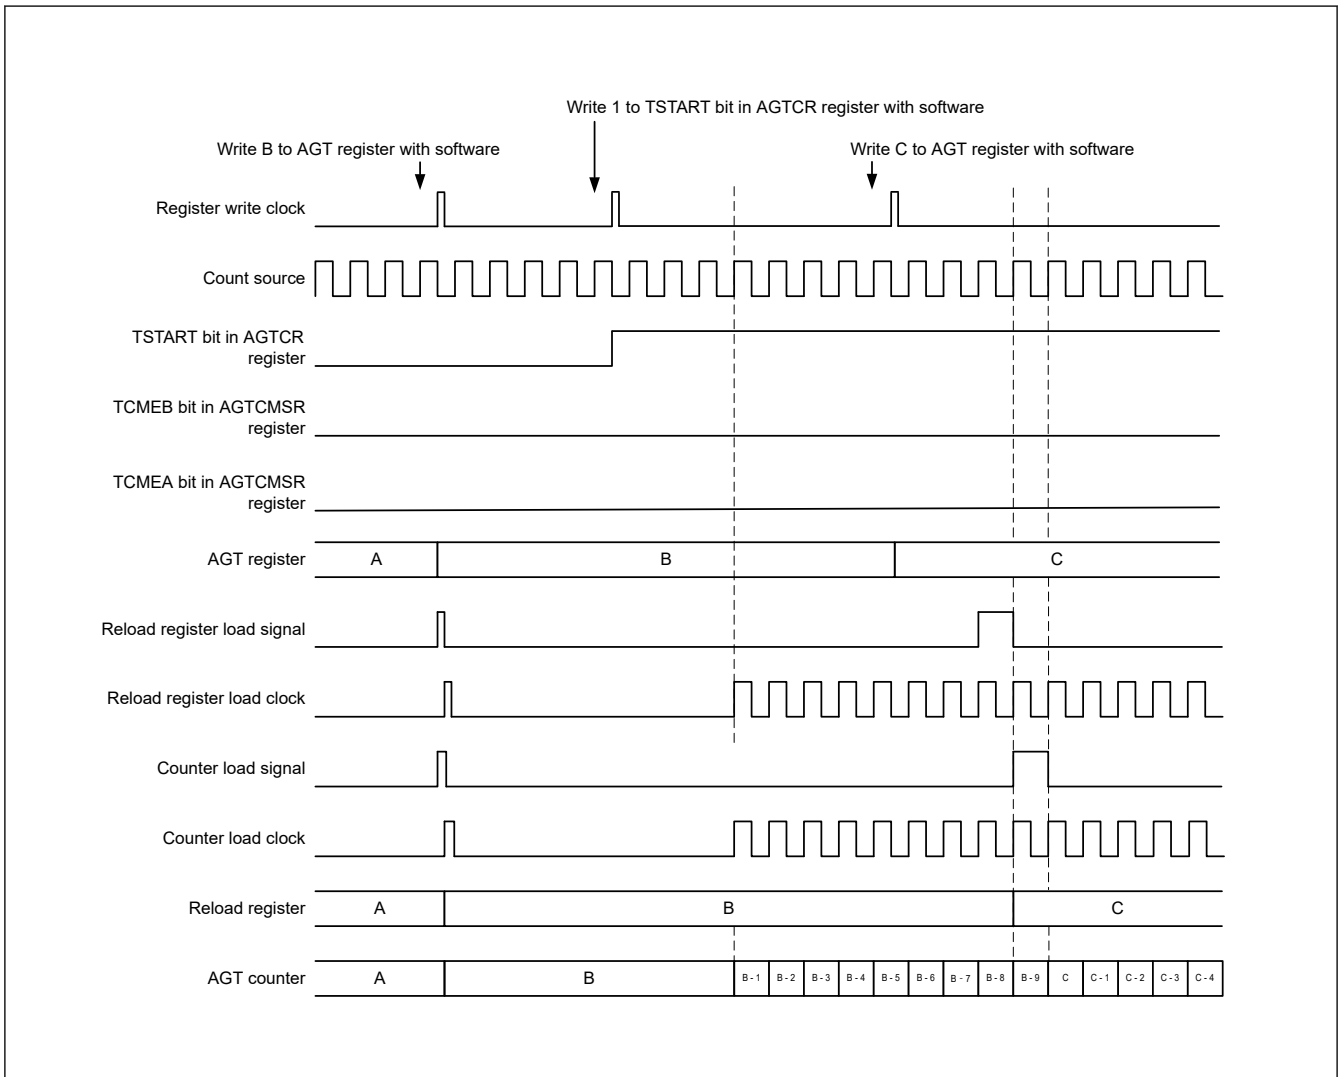 Write 1 to TSTART bit in AGTCR register with software
Write B to AGT register with software
Write C to AGT register with software
Register write clock
Count source
TSTART bit in AGTCR
register
TCMEB bit in AGTCMSR
register
TCMEA bit in AGTCMSR
register
AGT register
A
B
C
Reload register load signal
Reload register load clock
Counter load signal
Counter load clock
Reload register
A
B
C
AGT counter
A
B
B - 1
B - 2
B - 3
B - 4
B - 5
B - 6
B - 7
B - 8
B - 9
C
C - 1
C - 2
C - 3
C - 4